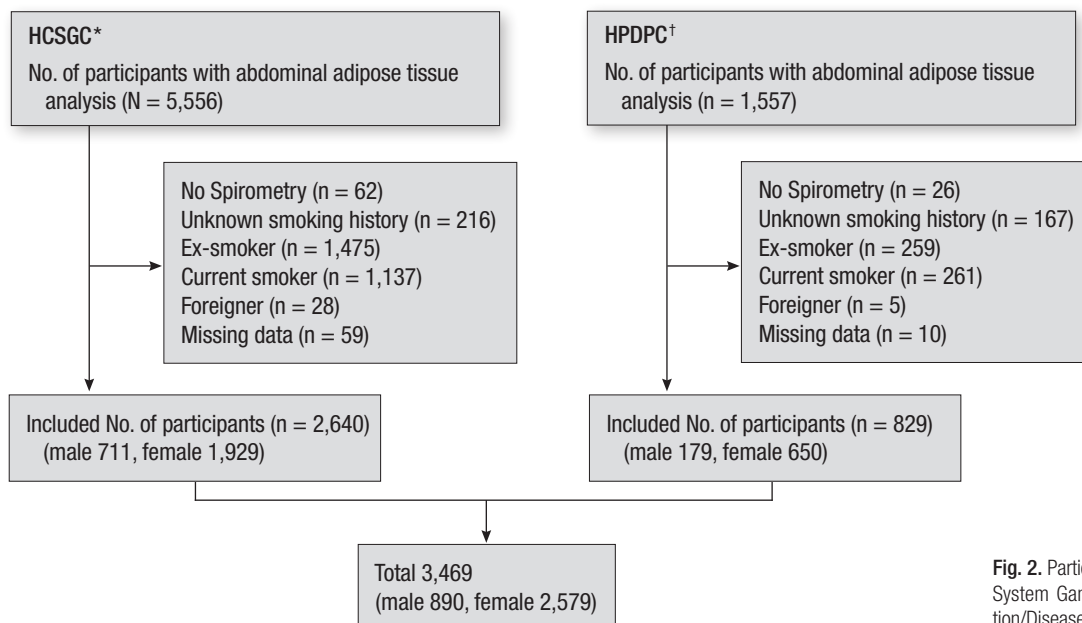 HCSGC*
No. of participants with abdominal adipose tissue
analysis (N = 5,556)
No Spirometry (n = 62)
Unknown smoking history (n = 216)
Ex-smoker (n = 1,475)
Current smoker (n = 1,137)
Foreigner (n = 28)
Missing data (n = 59)
Included No. of participants (n = 2,640)
(male 711, female 1,929)
HPDPC†
No. of participants with abdominal adipose tissue
analysis (n = 1,557)
No Spirometry (n = 26)
Unknown smoking history (n = 167)
Ex-smoker (n = 259)
Current smoker (n = 261)
Foreigner (n = 5)
Missing data (n = 10)
Included No. of participants (n = 829)
(male 179, female 650)
Total 3,469
(male 890, female 2,579)
Fig. 2.
System